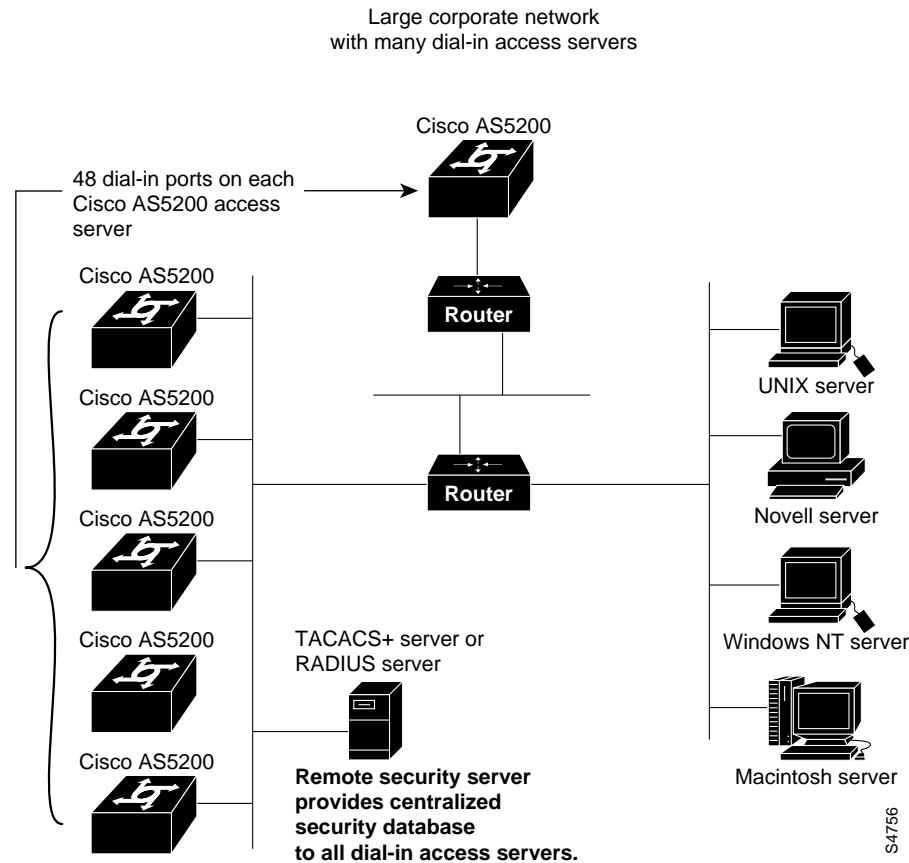 Large corporate network
with many dial-in access servers
Cisco AS5200
48 dial-in ports on each
Cisco AS5200 access
server
Cisco AS5200
Router
UNIX server
Cisco AS5200
Router
Novell server
Cisco AS5200
Cisco AS5200
TACACS+ server or
RADIUS server
Windows NT server
Cisco AS5200
Remote security server
provides centralized
security database
to all dial-in access servers.
Macintosh server
S4756